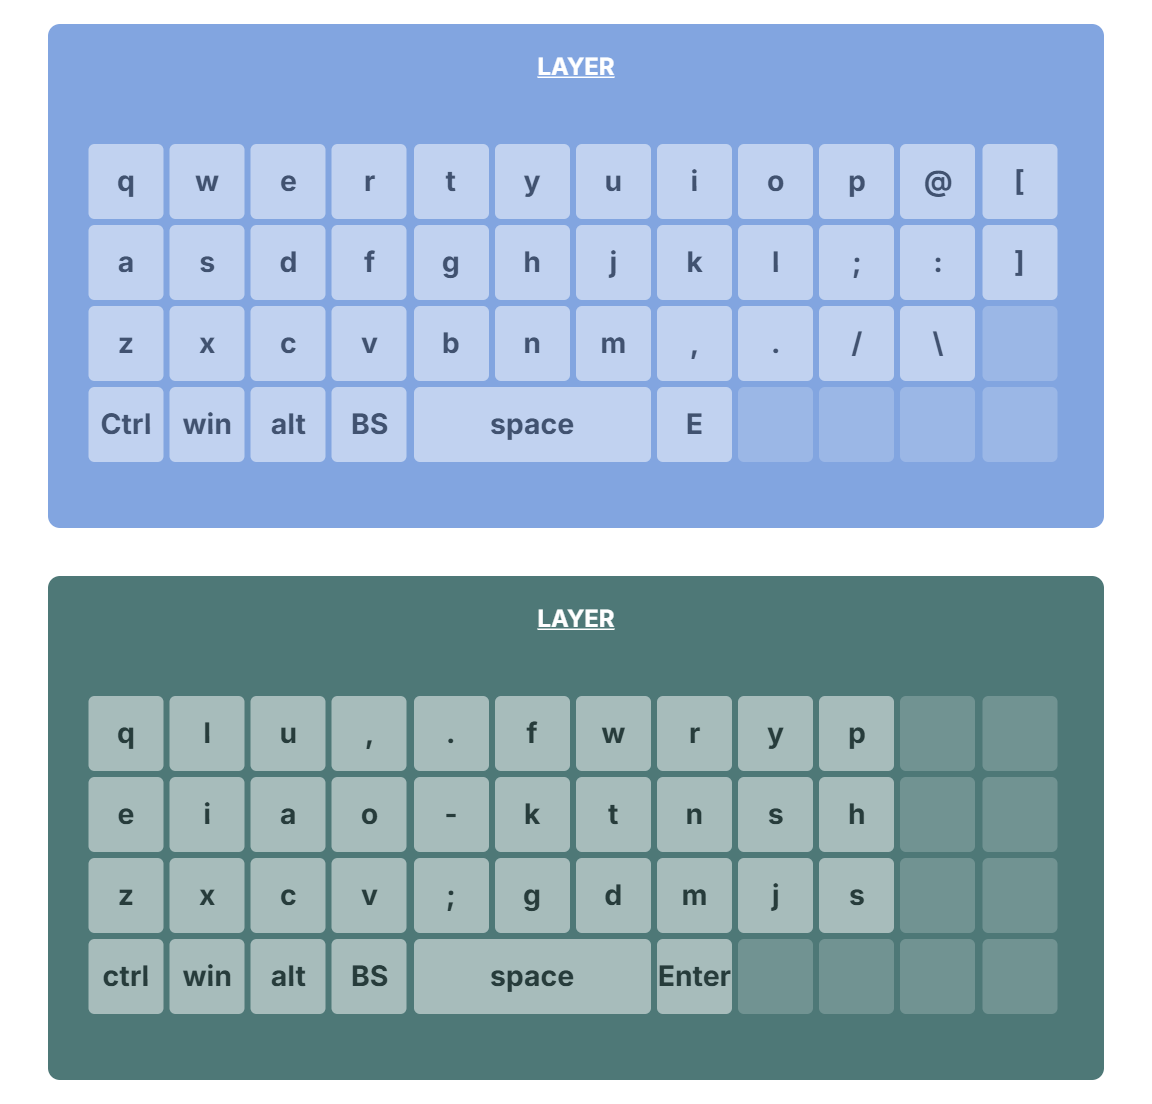 LAYER
q w e r t y u i o p @ [
a s d f g h j k l ; : ]
z x c v b n m , . / \
Ctrl win alt BS space E
LAYER
q l u , . f w r y p
e i a o - k t n s h
z x c v ; g d m j s
ctrl win alt BS space Enter